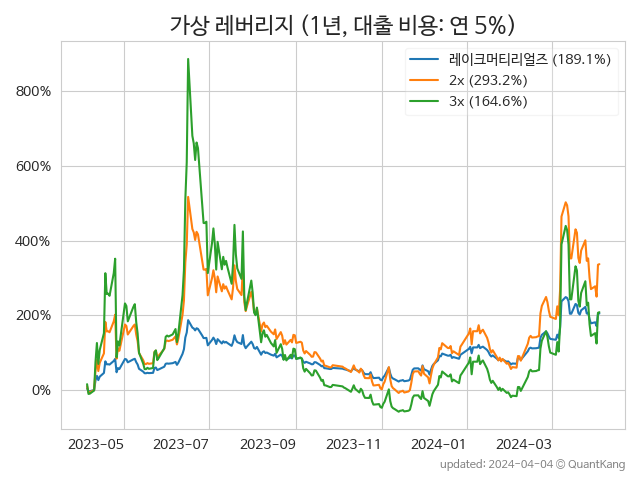 가상 레버리지 (1년, 대출 비용: 연 5%)
레이크머티리얼즈 (189.1%)
2x (293.2%)
3x (164.6%)
800%
600%
400%
200%
0%
2023-05 2023-07 2023-09 2023-11 2024-01 2024-03
updated: 2024-04-04 © QuantKang